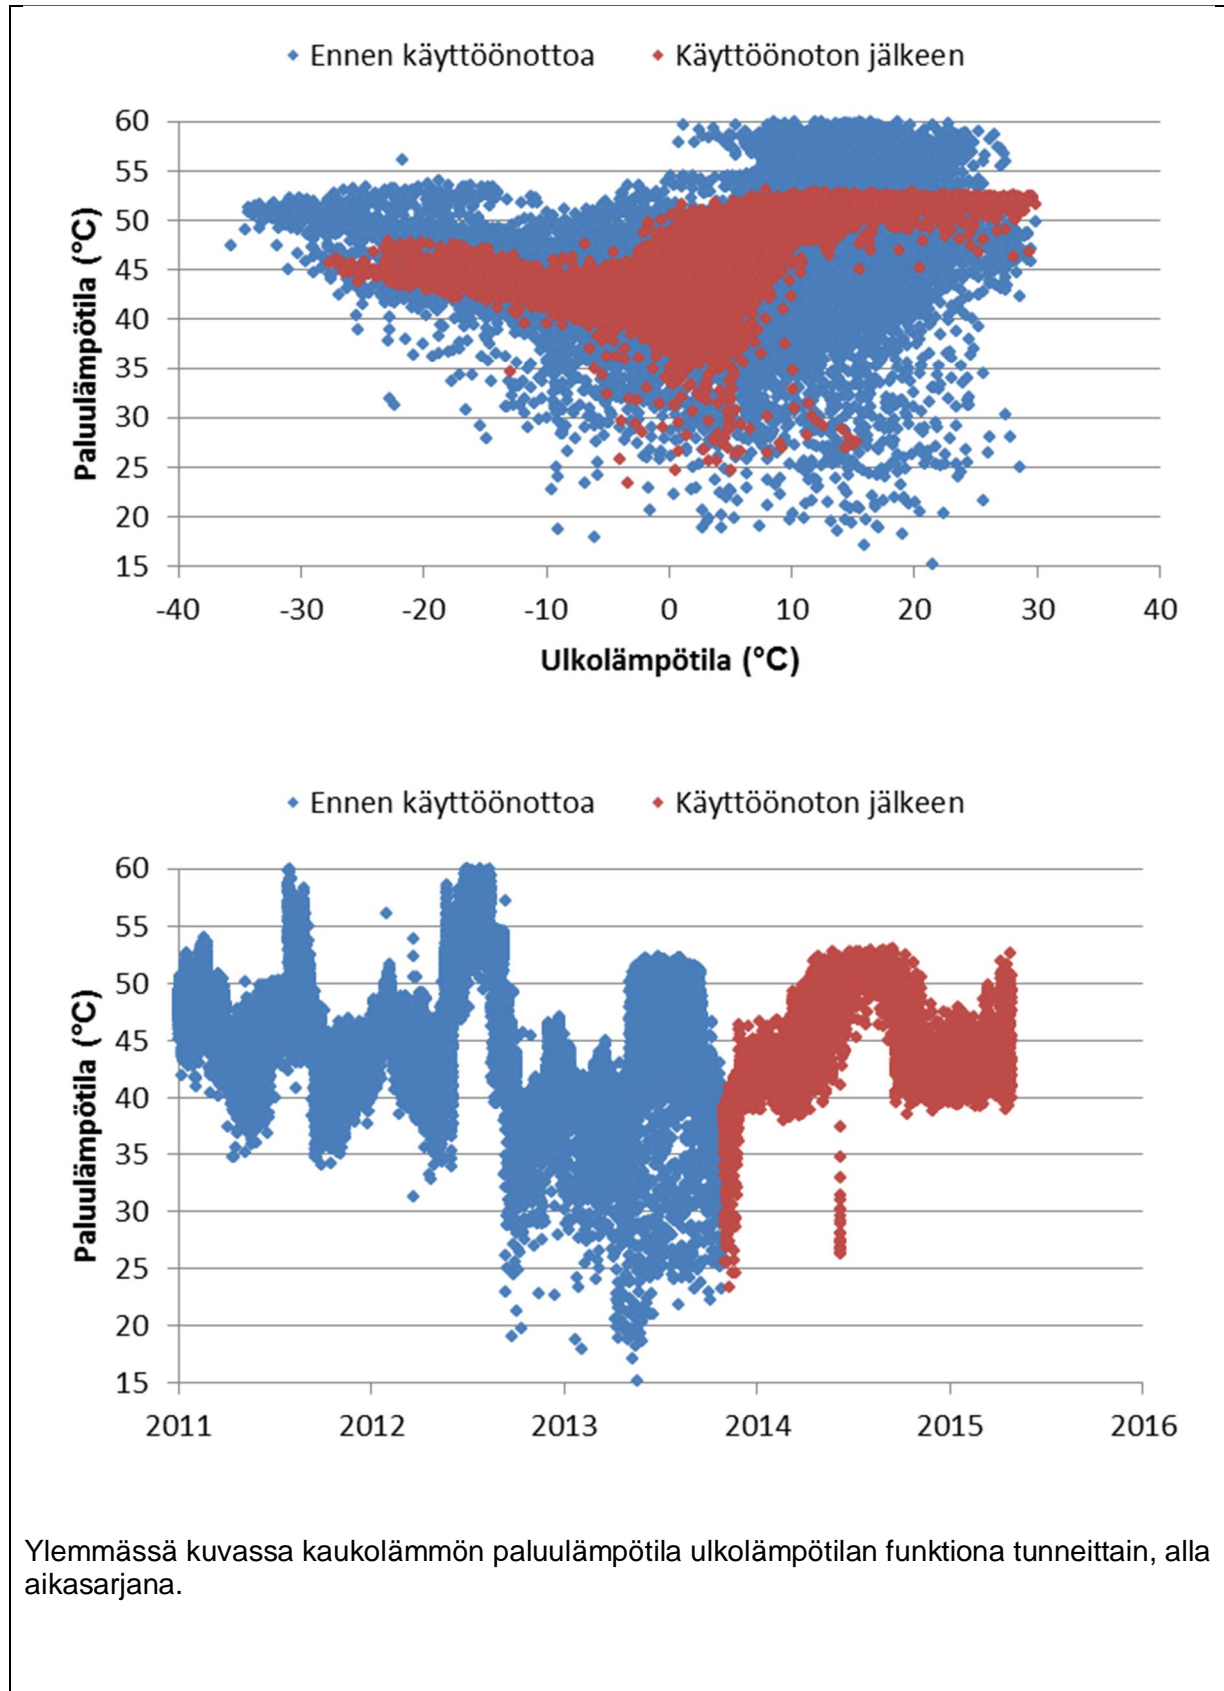 Ennen käyttöönottoa Käyttöönoton jälkeen
Paluulämpötila (°C)
60
55
50
45
40
35
30
25
20
15
-40 -30 -20 -10 0 10 20 30 40
Ulkolämpötila (°C)
Ennen käyttöönottoa Käyttöönoton jälkeen
Paluulämpötila (°C)
60
55
50
45
40
35
30
25
20
15
2011 2012 2013 2014 2015 2016
Ylemmässä kuvassa kaukolämmön paluulämpötila ulkolämpötilan funktiona tunneittain, alla
aikasarjana.